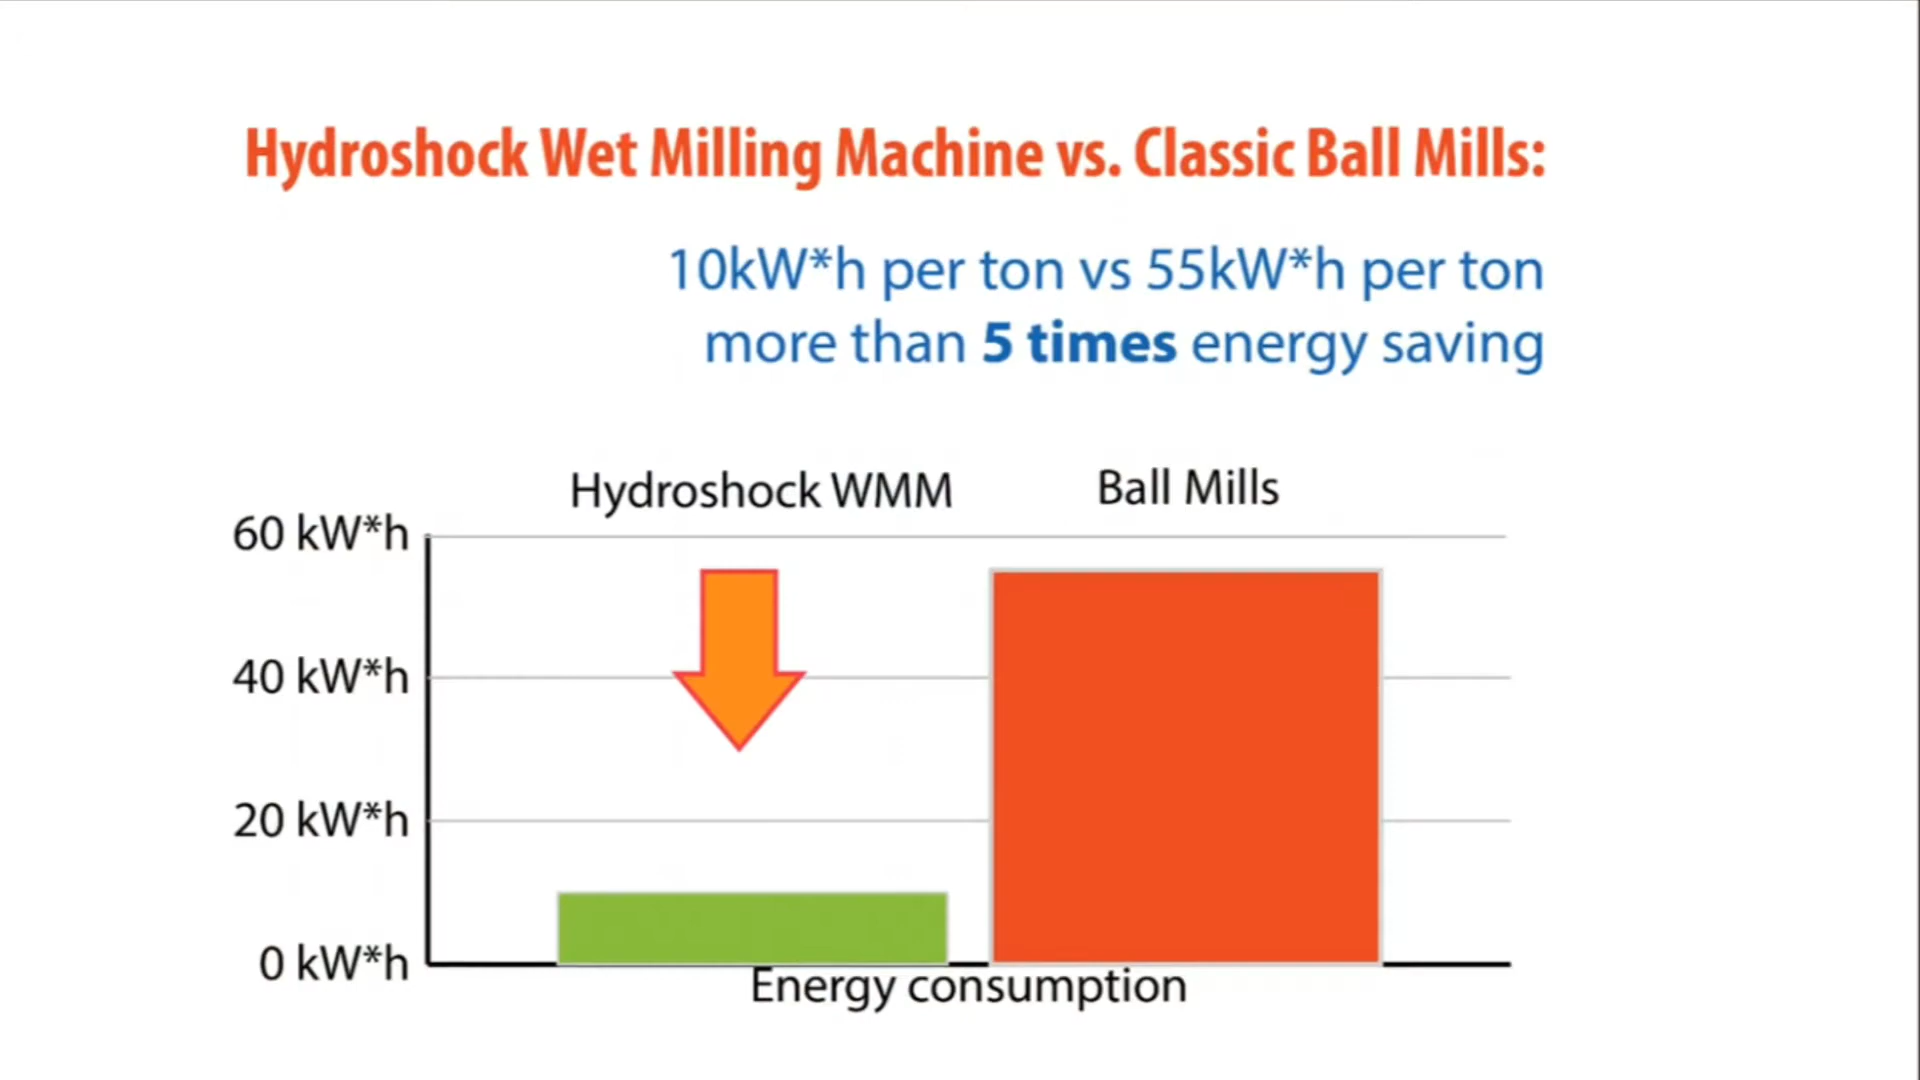 Hydroshock Wet Milling Machine vs. Classic Ball Mills:
10kW*h per ton vs 55kW*h per ton
more than 5 times energy saving
Hydroshock WMM
Ball Mills
60 kW*h
40 kW*h
20 kW*h
0 kW*h
Energy consumption